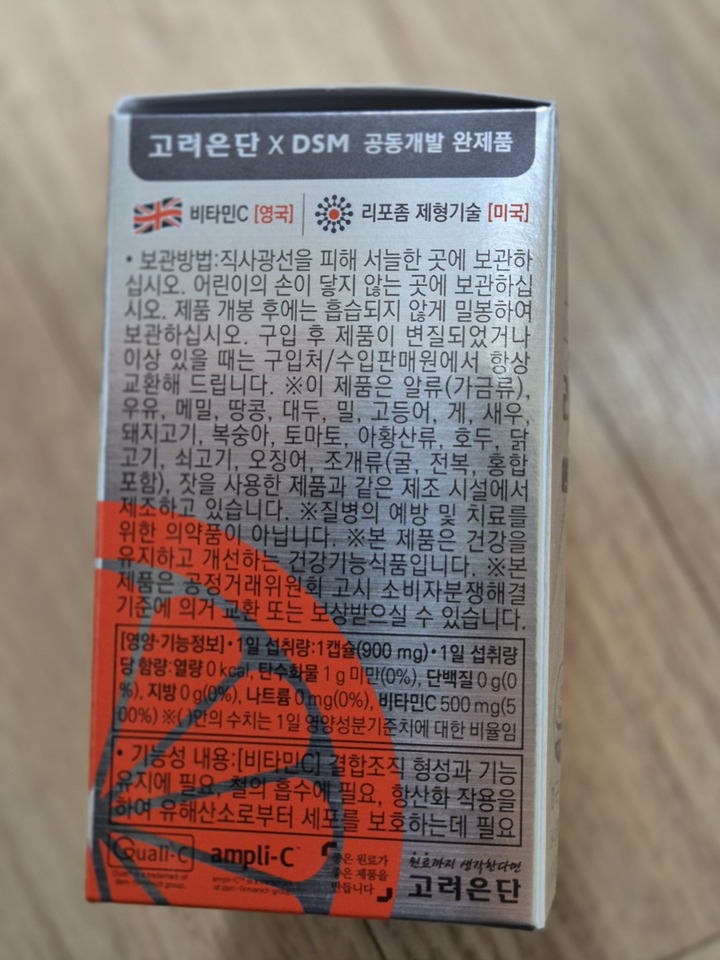 고려은단 X DSM 공동개발 완제품
비타민C [영국] 리포좀 제형기술 [미국]
• 보관방법:직사광선을 피해 서늘한 곳에 보관하
십시오. 어린이의 손이 닿지 않는 곳에 보관하십
시오. 제품 개봉 후에는 흡습되지 않게 밀봉하여
보관하십시오. 구입 후 제품이 변질되었거나
이상 있을 때는 구입처/수입판매원에서 항상
교환해 드립니다. ※이 제품은 알류(가금류),
우유, 메밀, 땅콩, 대두, 밀, 고등어, 게, 새우,
돼지고기, 복숭아, 토마토, 아황산류, 호두, 닭
고기, 쇠고기, 오징어, 조개류(굴, 전복, 홍합
포함), 잣을 사용한 제품과 같은 제조 시설에서
제조하고 있습니다. ※질병의 예방 및 치료를
위한 의약품이 아닙니다. ※본 제품은 건강을
유지하고 개선하는 건강기능식품입니다. ※본
제품은 공정거래위원회 고시 소비자분쟁해결
기준에 의거 교환 또는 보상받으실 수 있습니다.
[영양·기능정보]•1일 섭취량:1캡슐(900 mg)•1일 섭취량
당 함량:열량 0 kcal, 탄수화물 1 g 미만(0%), 단백질 0 g(0
%), 지방 0 g(0%), 나트륨 0 mg(0%), 비타민C 500 mg(5
00%) ※( )안의 수치는 1일 영양성분기준치에 대한 비율임
• 기능성 내용:[비타민C] 결합조직 형성과 기능
유지에 필요, 철의 흡수에 필요, 항산화 작용을
하여 유해산소로부터 세포를 보호하는데 필요
Quali-C
Quali-C is a trademark of
dsm-firmenich group.
ampli-C™
ampli-C™ is a trademark
of dsm-firmenich group.
좋은 원료가
좋은 제품을
만듭니다
원료까지 생각한다면
고려은단